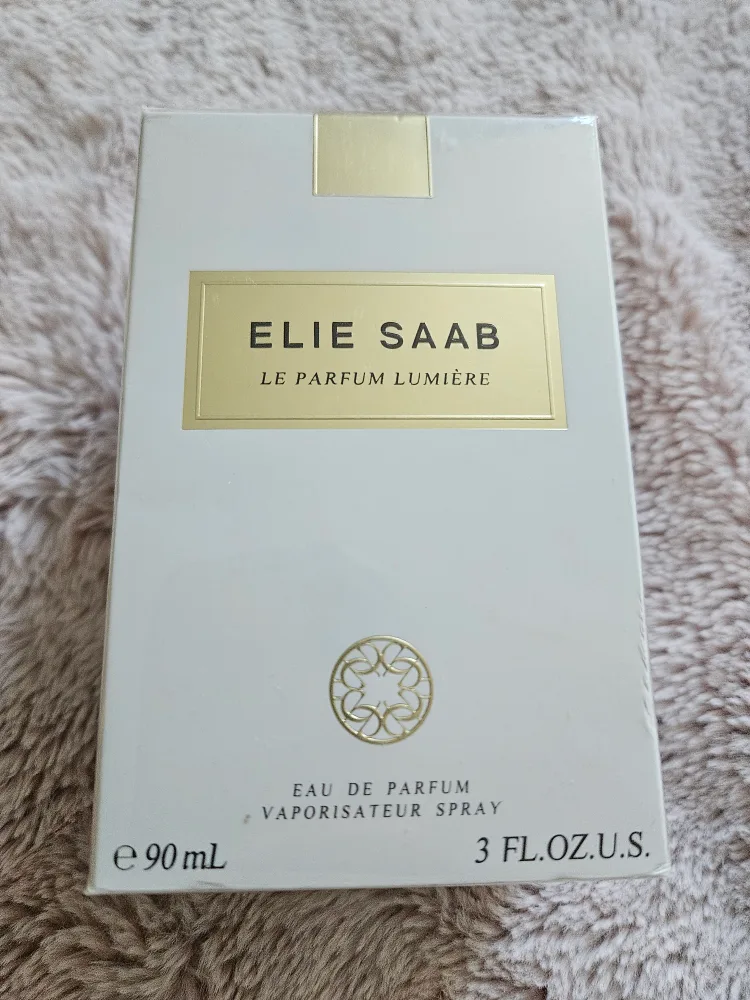 ELIE SAAB
LE PARFUM LUMIÈRE
EAU DE PARFUM
VAPORISATEUR SPRAY
℮ 90 mL 3 FL.OZ.U.S.